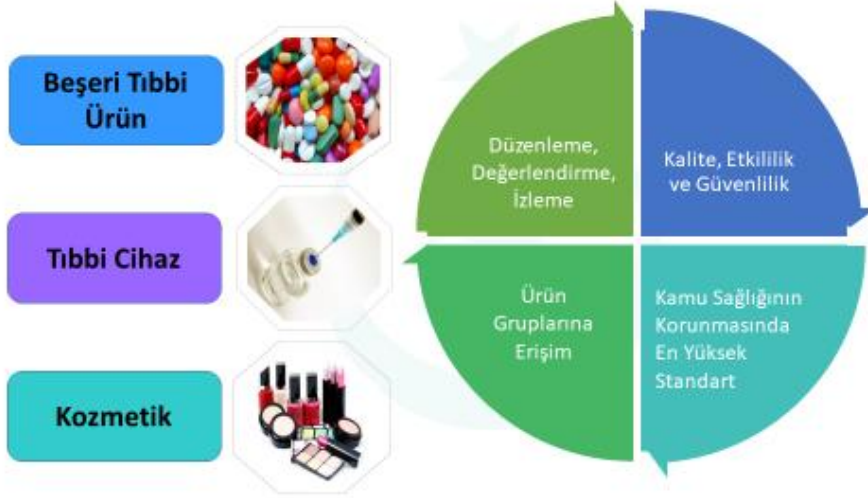 Beşeri Tıbbi
Ürün
Tıbbi Cihaz
Kozmetik
Düzenleme,
Değerlendirme,
İzleme
Kalite, Etkililik
ve Güvenlilik
Ürün
Gruplarına
Erişim
Kamu Sağlığının
Korunmasında
En Yüksek
Standart